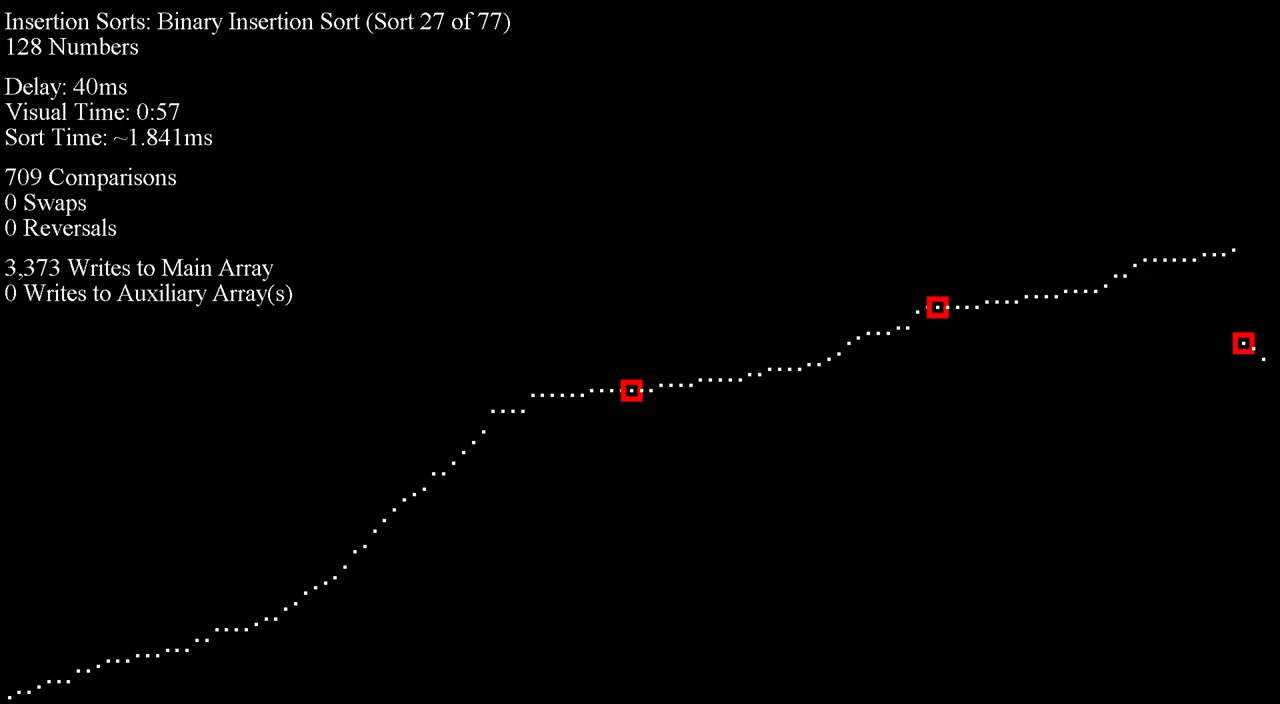 Insertion Sorts: Binary Insertion Sort (Sort 27 of 77)
128 Numbers
Delay: 40ms
Visual Time: 0:57
Sort Time: ~1.841ms
709 Comparisons
0 Swaps
0 Reversals
3,373 Writes to Main Array
0 Writes to Auxiliary Array(s)